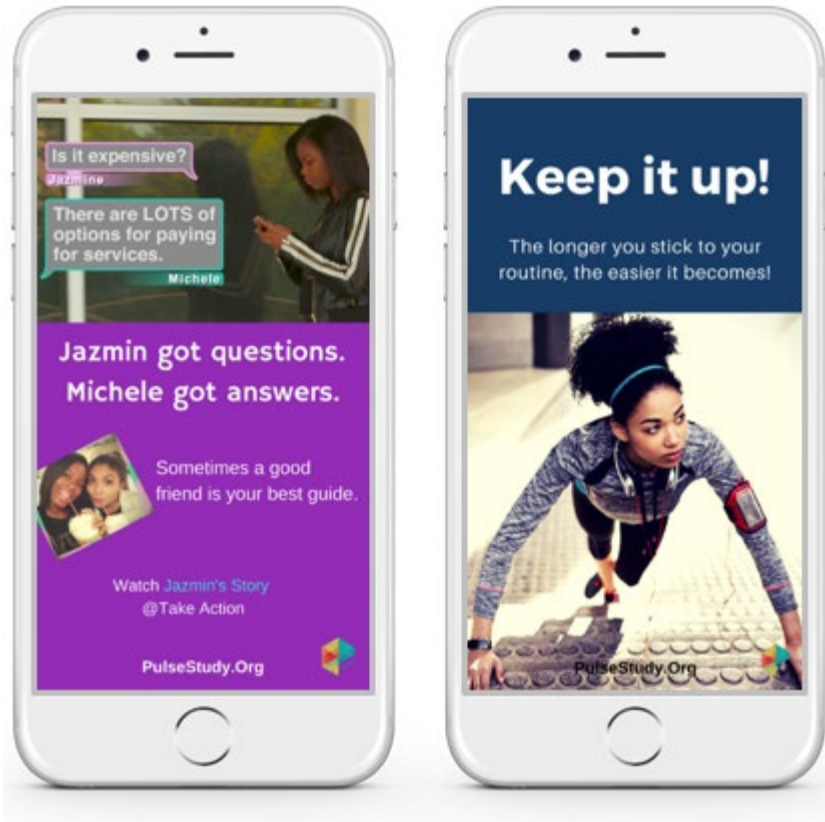 Is it expensive?
Jazmine
There are LOTS of
options for paying
for services.
Michele
Jazmin got questions.
Michele got answers.
Sometimes a good
friend is your best guide.
Watch Jazmin's Story
@Take Action
PulseStudy.Org
Keep it up!
The longer you stick to your
routine, the easier it becomes!
PulseStudy.Org